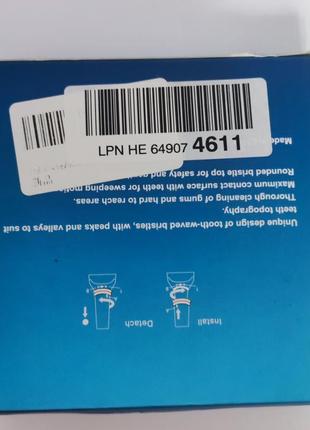 LPN HE 64907 4611
Unique design of tooth-waved bristles, with peaks and valleys to suit
teeth topography.
Thorough cleaning of gums and hard to reach areas.
Maximum contact surface with teeth for sweeping motion
Rounded bristle top for safety and
Made
Install
Detach